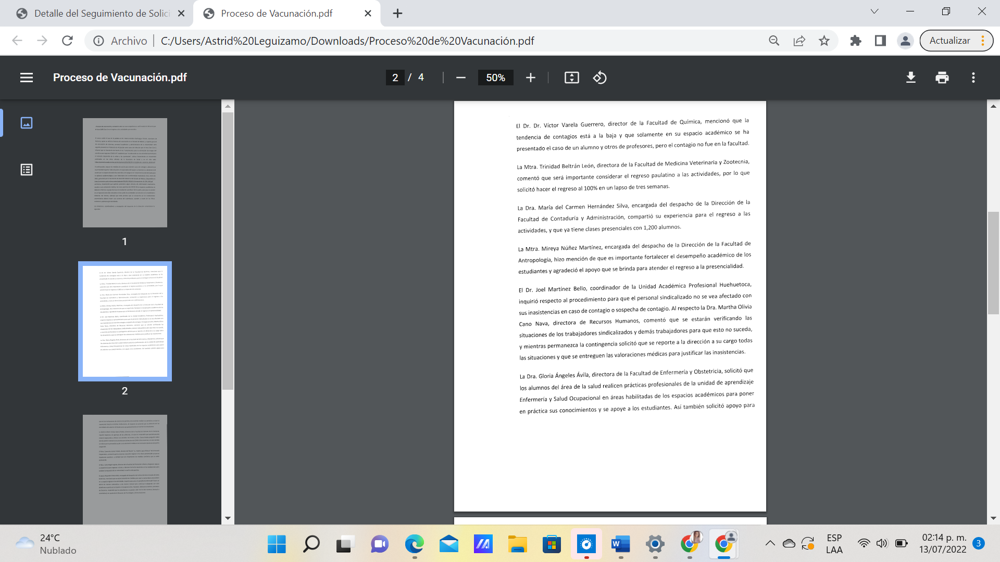 Detalle del Seguimiento de Solici
Proceso de Vacunación.pdf
Archivo
C:/Users/Astrid%20Leguizamo/Downloads/Proceso%20de%20Vacunación.pdf
Actualizar
Proceso de Vacunación.pdf
2 / 4
50%
1
2
El Dr. Dr. Víctor Varela Guerrero, director de la Facultad de Química, mencionó que la
tendencia de contagios está a la baja y que solamente en su espacio académico se ha
presentado el caso de un alumno y otros de profesores, pero el contagio no fue en la facultad.
La Mtra. Trinidad Beltrán León, directora de la Facultad de Medicina Veterinaria y Zootecnia,
comentó que será importante considerar el regreso paulatino a las actividades, por lo que
solicitó hacer el regreso al 100% en un lapso de tres semanas.
La Dra. María del Carmen Hernández Silva, encargada del despacho de la Dirección de la
Facultad de Contaduría y Administración, compartió su experiencia para el regreso a las
actividades, y que ya tiene clases presenciales con 1,200 alumnos.
La Mtra. Mireya Núñez Martínez, encargada del despacho de la Dirección de la Facultad de
Antropología, hizo mención de que es importante fortalecer el desempeño académico de los
estudiantes y agradeció el apoyo que se brinda para atender el regreso a la presencialidad.
El Dr. Joel Martínez Bello, coordinador de la Unidad Académica Profesional Huehuetoca,
inquirió respecto al procedimiento para que el personal sindicalizado no se vea afectado con
sus inasistencias en caso de contagio o sospecha de contagio. Al respecto la Dra. Martha Olivia
Cano Nava, directora de Recursos Humanos, comentó que se estarán verificando las
situaciones de los trabajadores sindicalizados y demás trabajadores para que esto no suceda,
y mientras permanezca la contingencia solicitó que se reporte a la dirección a su cargo todas
las situaciones y que se entreguen las valoraciones médicas para justificar las inasistencias.
La Dra. Gloria Ángeles Ávila, directora de la Facultad de Enfermería y Obstetricia, solicitó que
los alumnos del área de la salud realicen prácticas profesionales de la unidad de aprendizaje
Enfermería y Salud Ocupacional en áreas habilitadas de los espacios académicos para poner
en práctica sus conocimientos y se apoye a los estudiantes. Así también solicitó apoyo para
24°C
Nublado
ESP
LAA
02:14 p. m.
13/07/2022
3